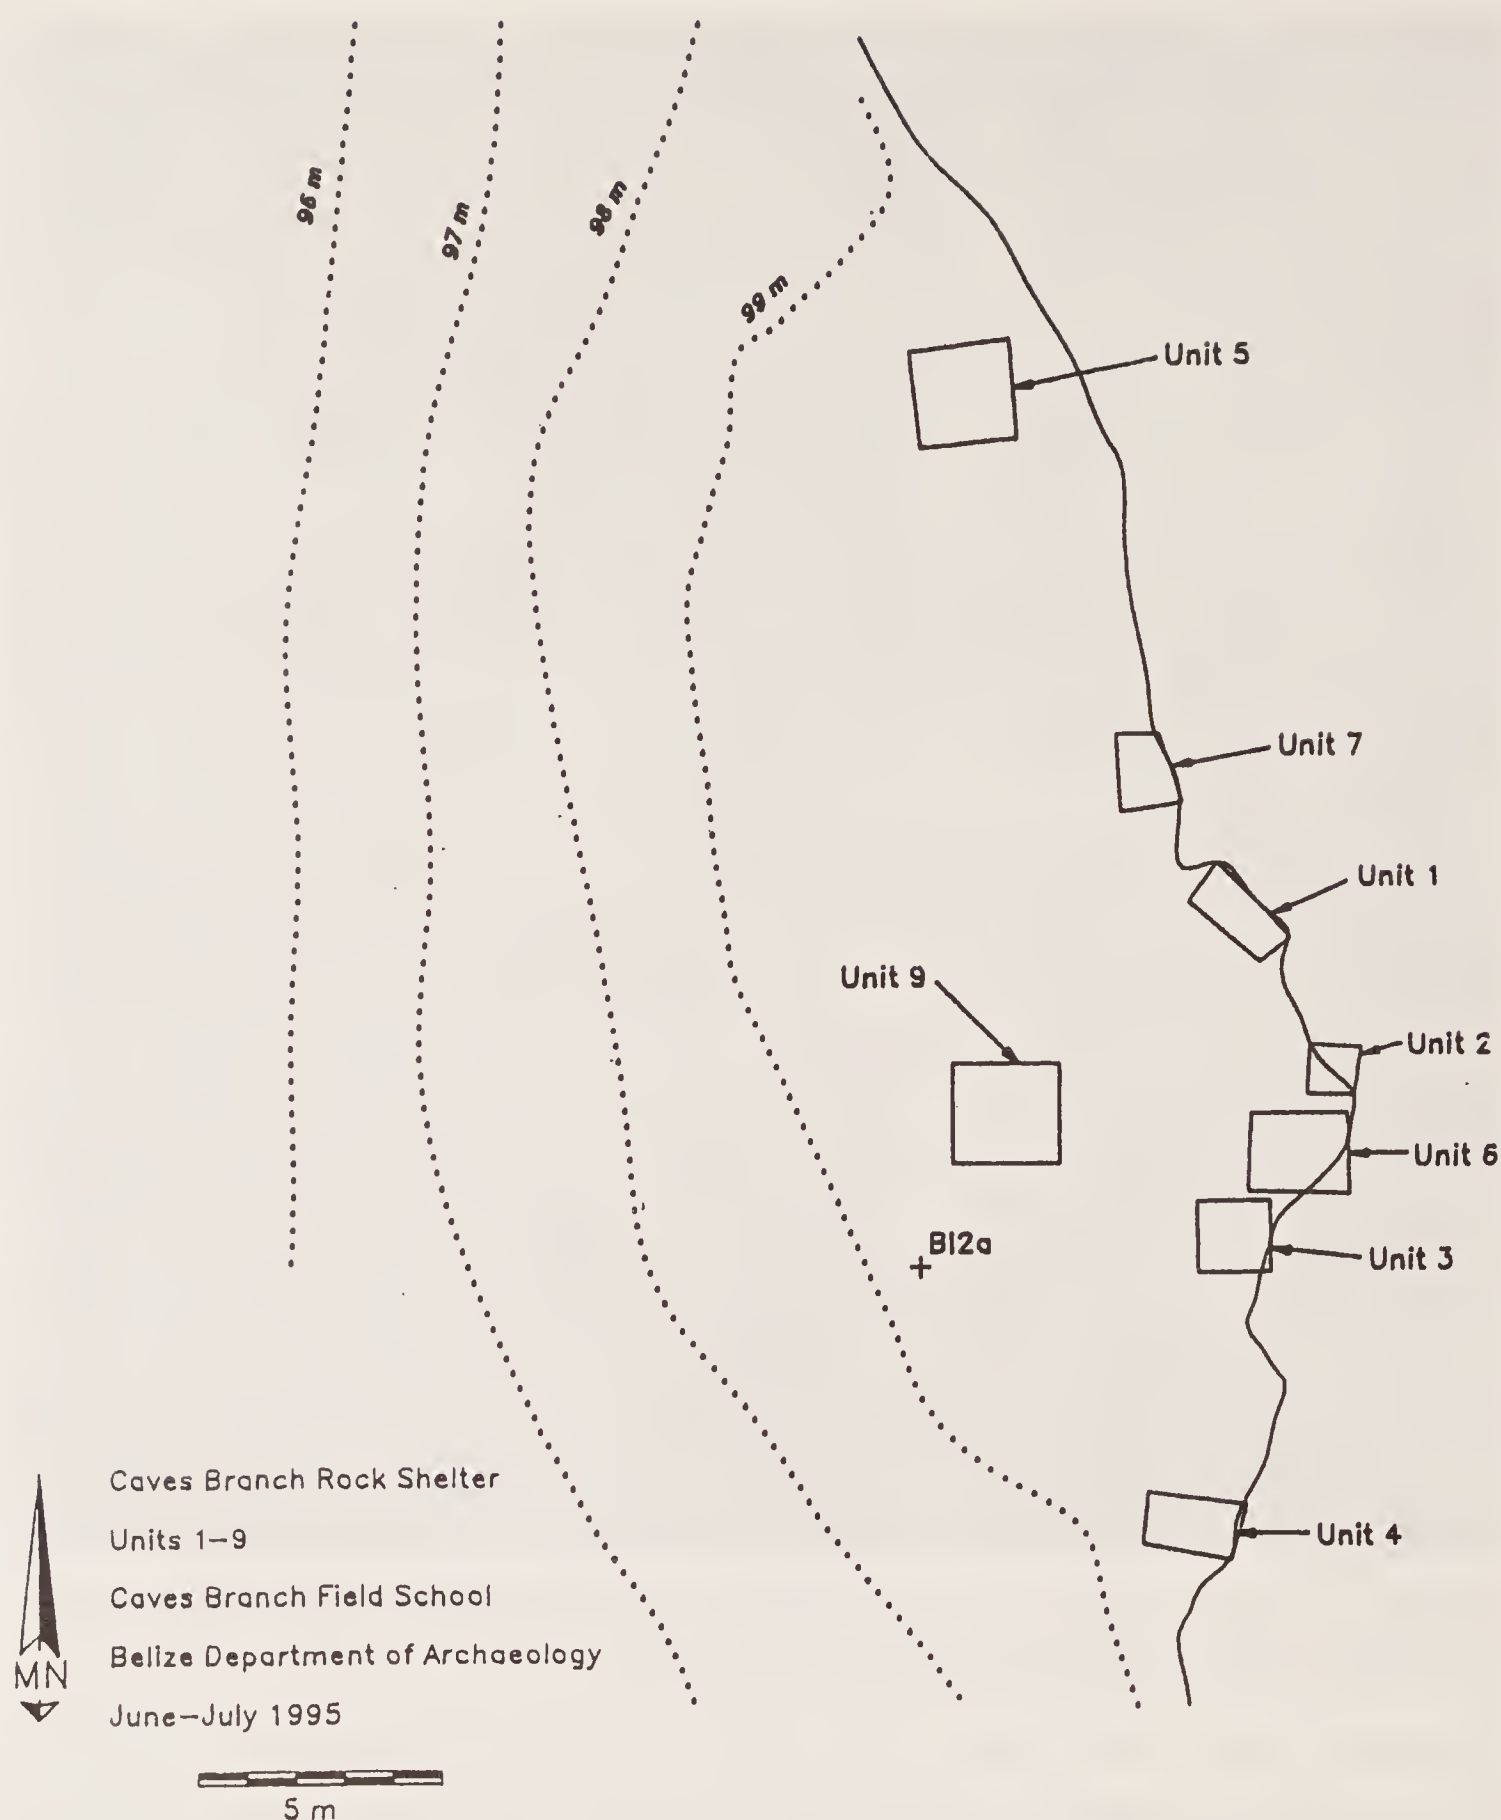 96 m
97 m
98 m
99 m
Unit 5
Unit 7
Unit 1
Unit 9
Unit 2
Unit 6
BI2a
Unit 3
Unit 4
Caves Branch Rock Shelter
Units 1-9
Caves Branch Field School
Belize Department of Archaeology
MN
June-July 1995
5 m